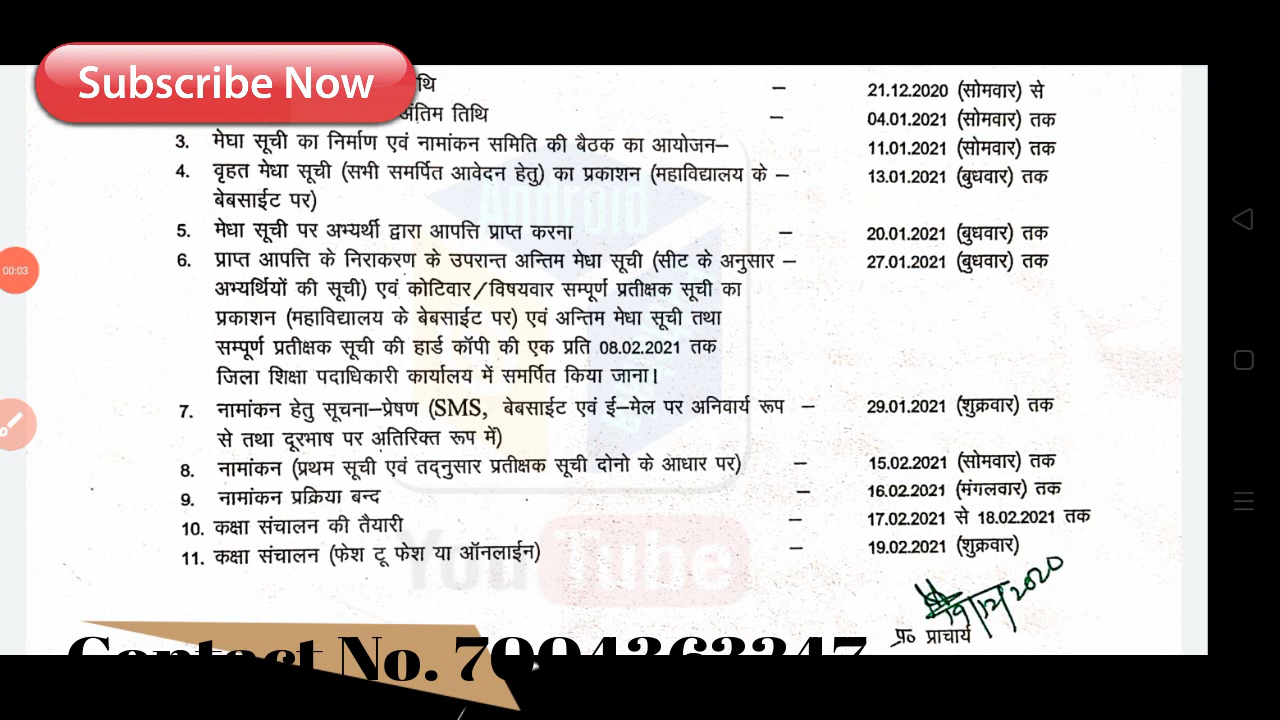 Subscribe Now
थि – 21.12.2020 (सोमवार) से
अंतिम तिथि – 04.01.2021 (सोमवार) तक
3. मेघा सूची का निर्माण एवं नामांकन समिति की बैठक का आयोजन– 11.01.2021 (सोमवार) तक
4. वृहत मेधा सूची (सभी समर्पित आवेदन हेतु) का प्रकाशन (महाविद्यालय के – 13.01.2021 (बुधवार) तक
बेबसाईट पर)
5. मेधा सूची पर अभ्यर्थी द्वारा आपत्ति प्राप्त करना – 20.01.2021 (बुधवार) तक
6. प्राप्त आपत्ति के निराकरण के उपरान्त अन्तिम मेधा सूची (सीट के अनुसार – 27.01.2021 (बुधवार) तक
अभ्यर्थियों की सूची) एवं कोटिवार/विषयवार सम्पूर्ण प्रतीक्षक सूची का
प्रकाशन (महाविद्यालय के बेबसाईट पर) एवं अन्तिम मेधा सूची तथा
सम्पूर्ण प्रतीक्षक सूची की हार्ड कॉपी की एक प्रति 08.02.2021 तक
जिला शिक्षा पदाधिकारी कार्यालय में समर्पित किया जाना।
00:03
7. नामांकन हेतु सूचना–प्रेषण (SMS, बेबसाईट एवं ई–मेल पर अनिवार्य रूप – 29.01.2021 (शुक्रवार) तक
से तथा दूरभाष पर अतिरिक्त रूप में)
8. नामांकन (प्रथम सूची एवं तद्नुसार प्रतीक्षक सूची दोनो के आधार पर) – 15.02.2021 (सोमवार) तक
9. नामांकन प्रक्रिया बन्द – 16.02.2021 (मंगलवार) तक
10. कक्षा संचालन की तैयारी – 17.02.2021 से 18.02.2021 तक
11. कक्षा संचालन (फेश टू फेश या ऑनलाईन) – 19.02.2021 (शुक्रवार)
Android
YouTube
प्र० प्राचार्य
Contact No. 7004363347